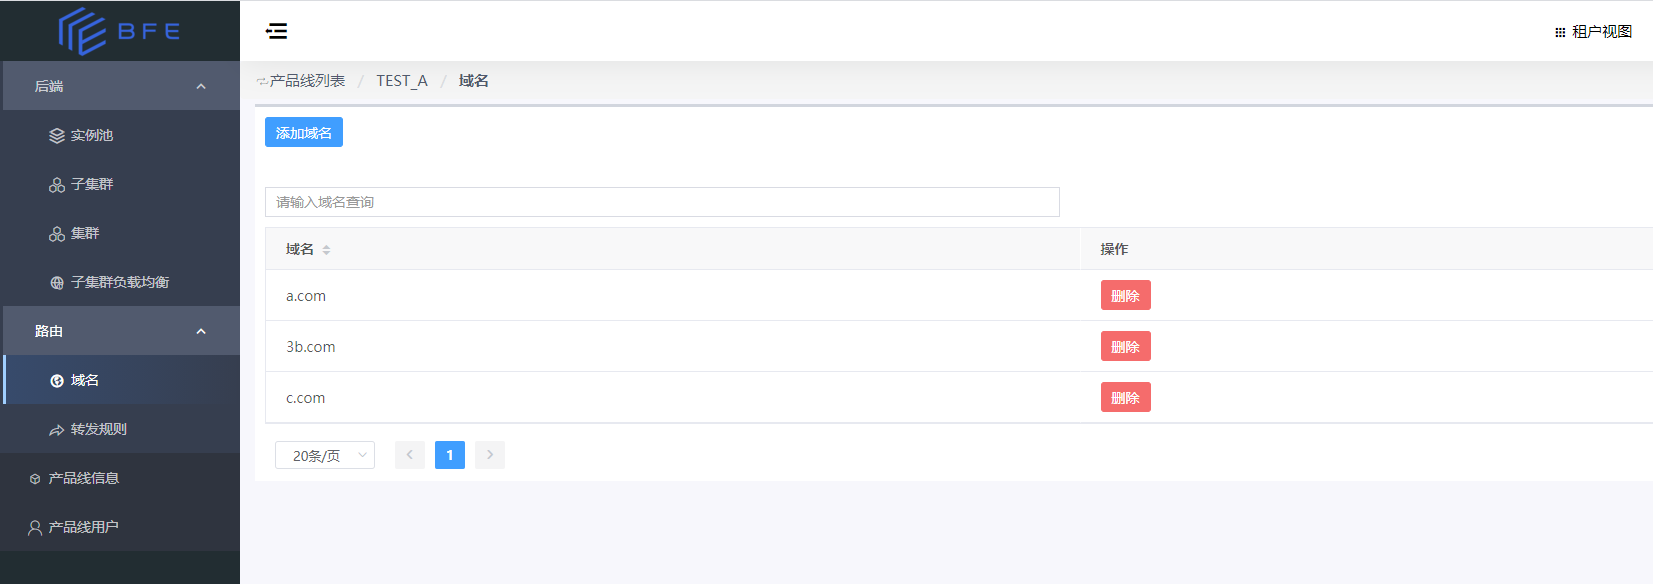 BFE
租户视图
后端
实例池
子集群
集群
子集群负载均衡
路由
域名
转发规则
产品线信息
产品线用户
产品线列表 / TEST_A / 域名
添加域名
请输入域名查询
域名 操作
a.com 删除
3b.com 删除
c.com 删除
20条/页 1